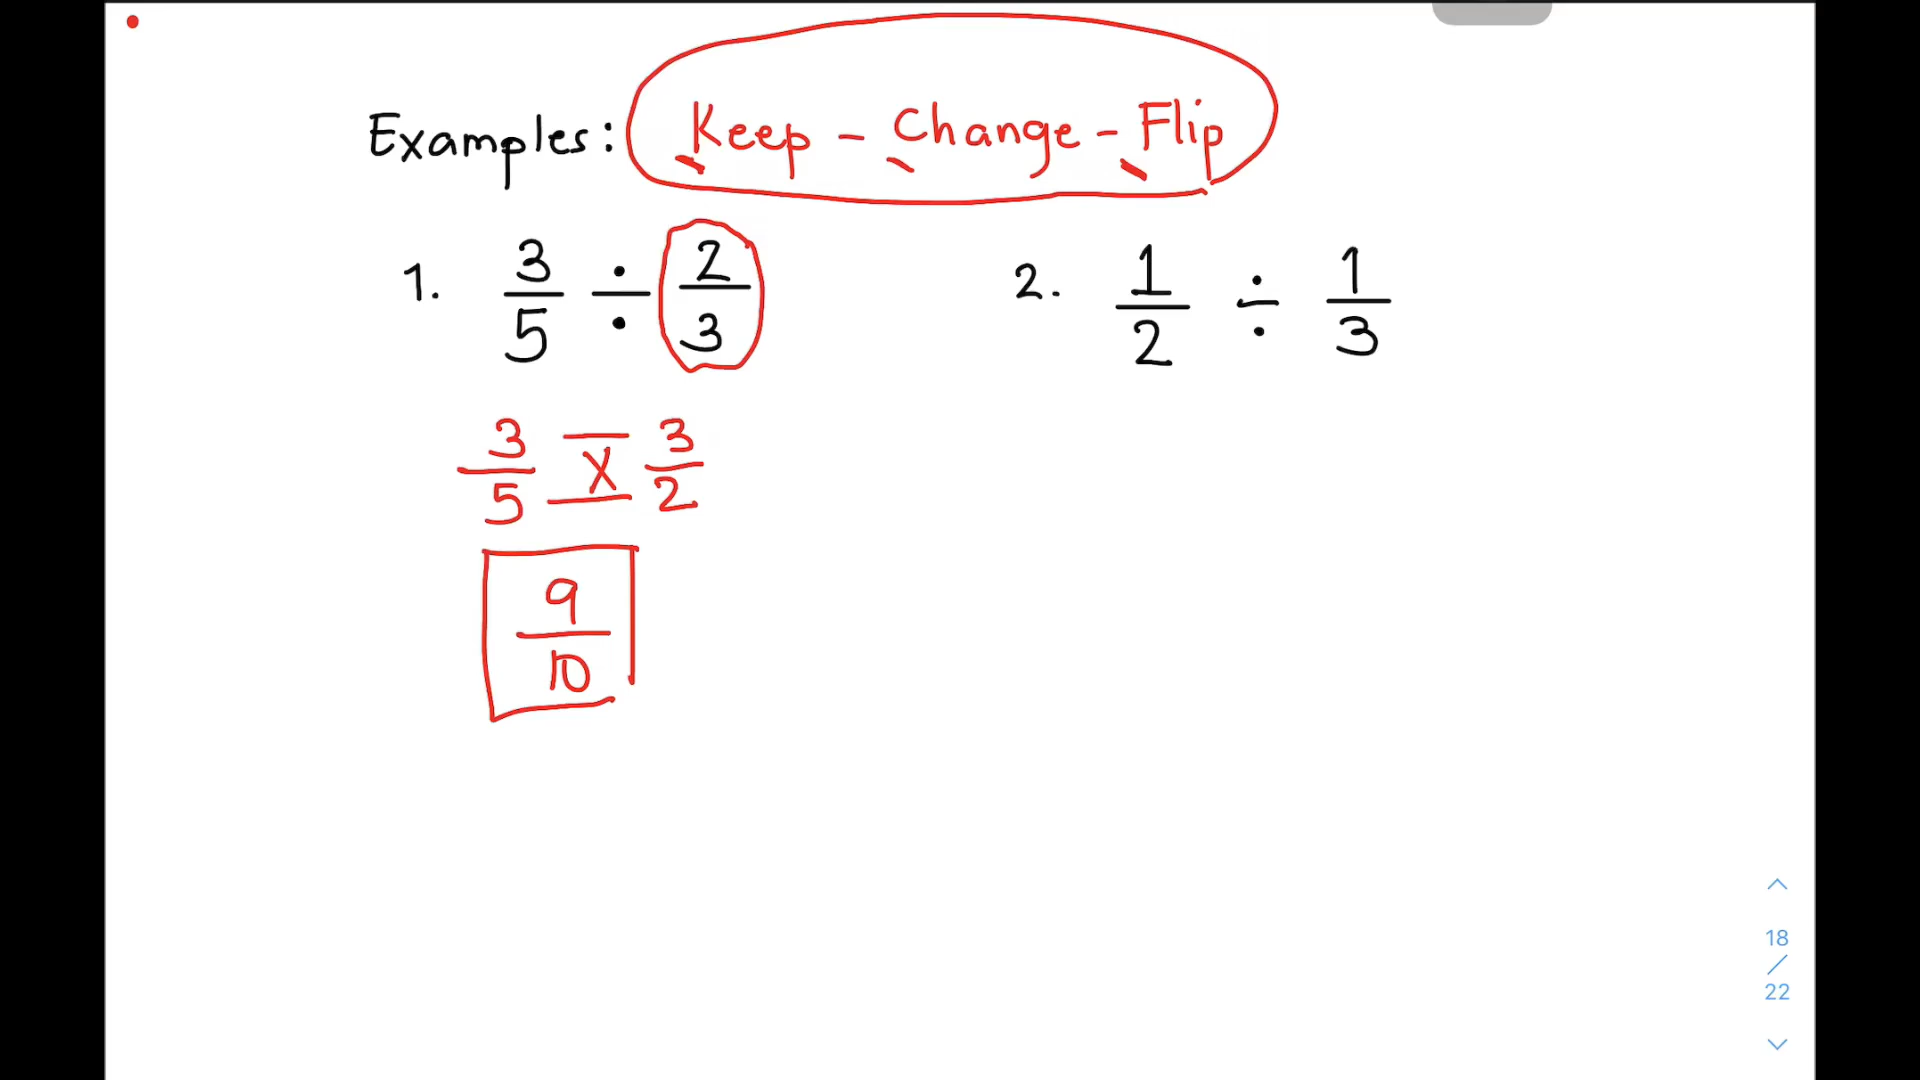 Examples: Keep - Change - Flip
1. 3/5 ÷ 2/3
2. 1/2 ÷ 1/3
3/5 x 3/2
9/10
18
/
22